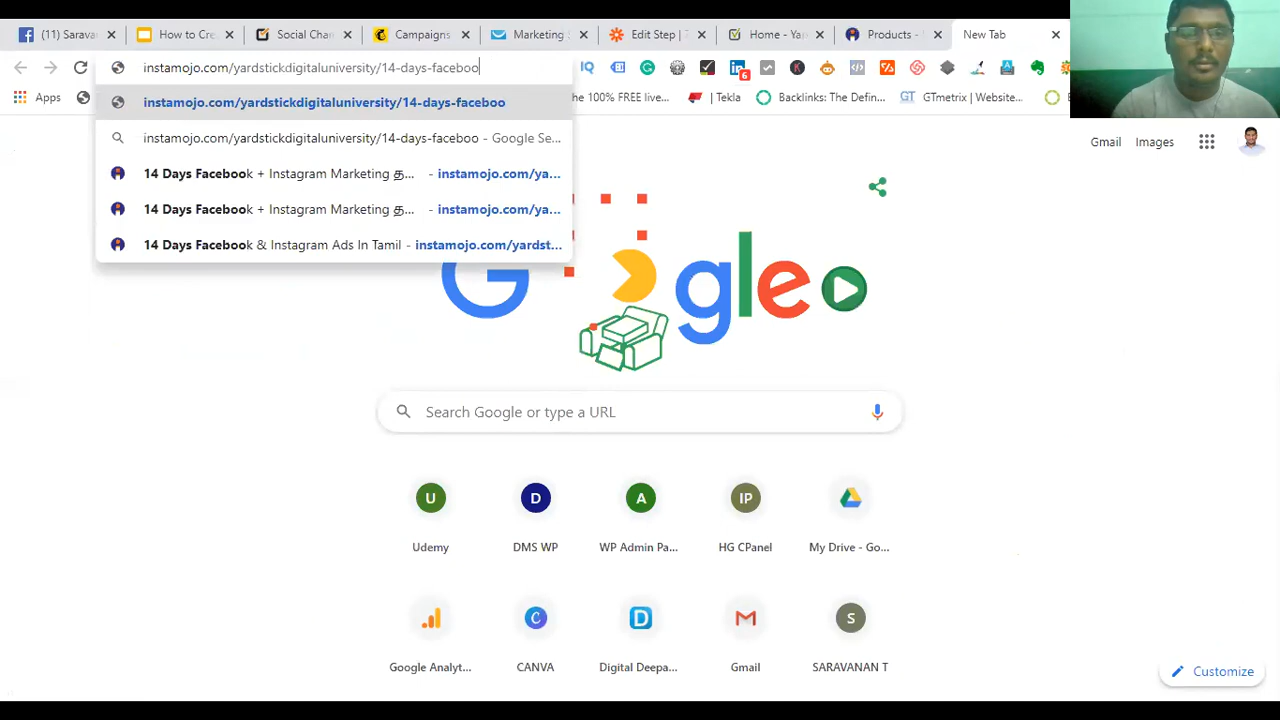 (11) Sarava
How to Cre
Social Chan
Campaigns
Marketing
Edit Step | 
Home - Yar
Products -
New Tab
instamojo.com/yardstickdigitaluniversity/14-days-faceboo
6
Apps
The 100% FREE live...
| Tekla
Backlinks: The Defin...
GT
GTmetrix | Website...
instamojo.com/yardstickdigitaluniversity/14-days-faceboo
instamojo.com/yardstickdigitaluniversity/14-days-faceboo - Google Se...
14 Days Facebook + Instagram Marketing த... - instamojo.com/ya...
14 Days Facebook + Instagram Marketing த... - instamojo.com/ya...
14 Days Facebook & Instagram Ads In Tamil - instamojo.com/yardst...
Gmail
Images
G gle
Search Google or type a URL
U
D
A
IP
Udemy
DMS WP
WP Admin Pa...
HG CPanel
My Drive - Go...
C
D
S
Google Analyt...
CANVA
Digital Deepa...
Gmail
SARAVANAN T
Customize